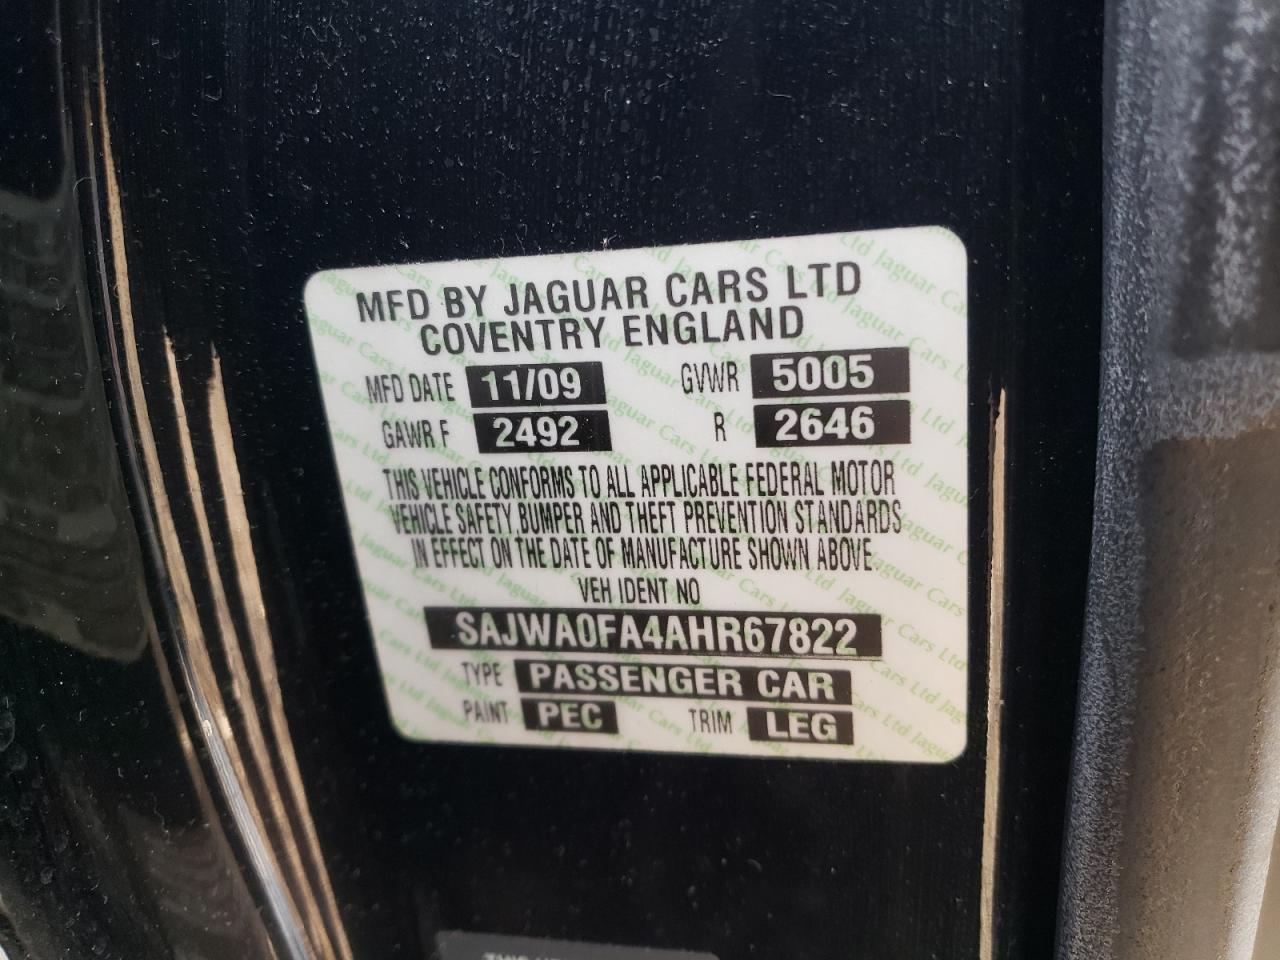 MFD BY JAGUAR CARS LTD
COVENTRY ENGLAND
MFD DATE 11/09 GVWR 5005
GAWR F 2492 R 2646
THIS VEHICLE CONFORMS TO ALL APPLICABLE FEDERAL MOTOR
VEHICLE SAFETY BUMPER AND THEFT PREVENTION STANDARDS
IN EFFECT ON THE DATE OF MANUFACTURE SHOWN ABOVE
VEH IDENT NO
SAJWA0FA4AHR67822
TYPE PASSENGER CAR
PAINT PEC TRIM LEG